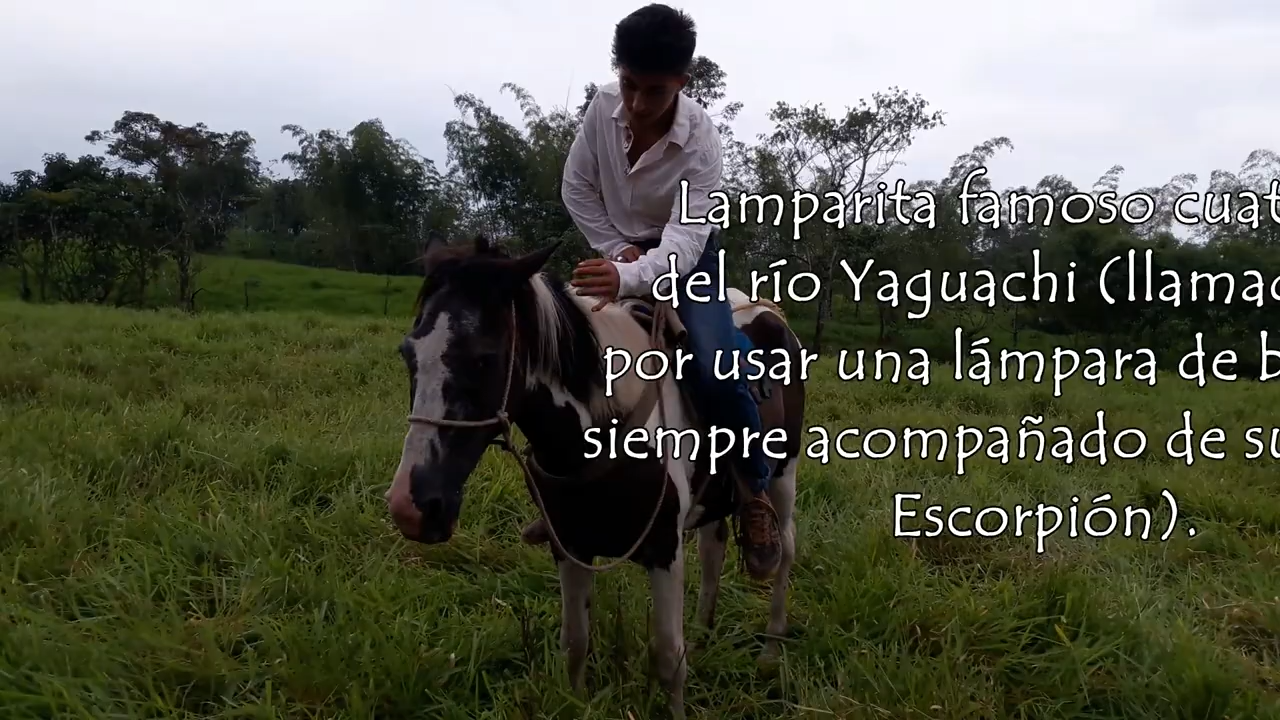 Lamparita famoso
del río Yaguachi
por usar una lámpara de
siempre acompañado de
Escorpión).